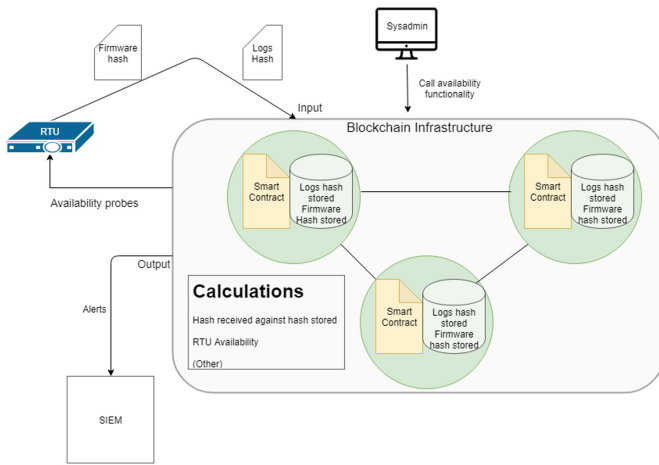 Firmware
hash
Logs
Hash
Sysadmin
Call availability
functionality
Input
RTU
Blockchain Infrastructure
Smart
Contract
Logs hash
stored
Firmware
Hash stored
Smart
Contract
Logs hash
stored
Firmware
hash stored
Availability probes
Output
Calculations
Hash received against hash stored
RTU Availability
(Other)
Smart
Contract
Logs hash
stored
Firmware
hash stored
Alerts
SIEM